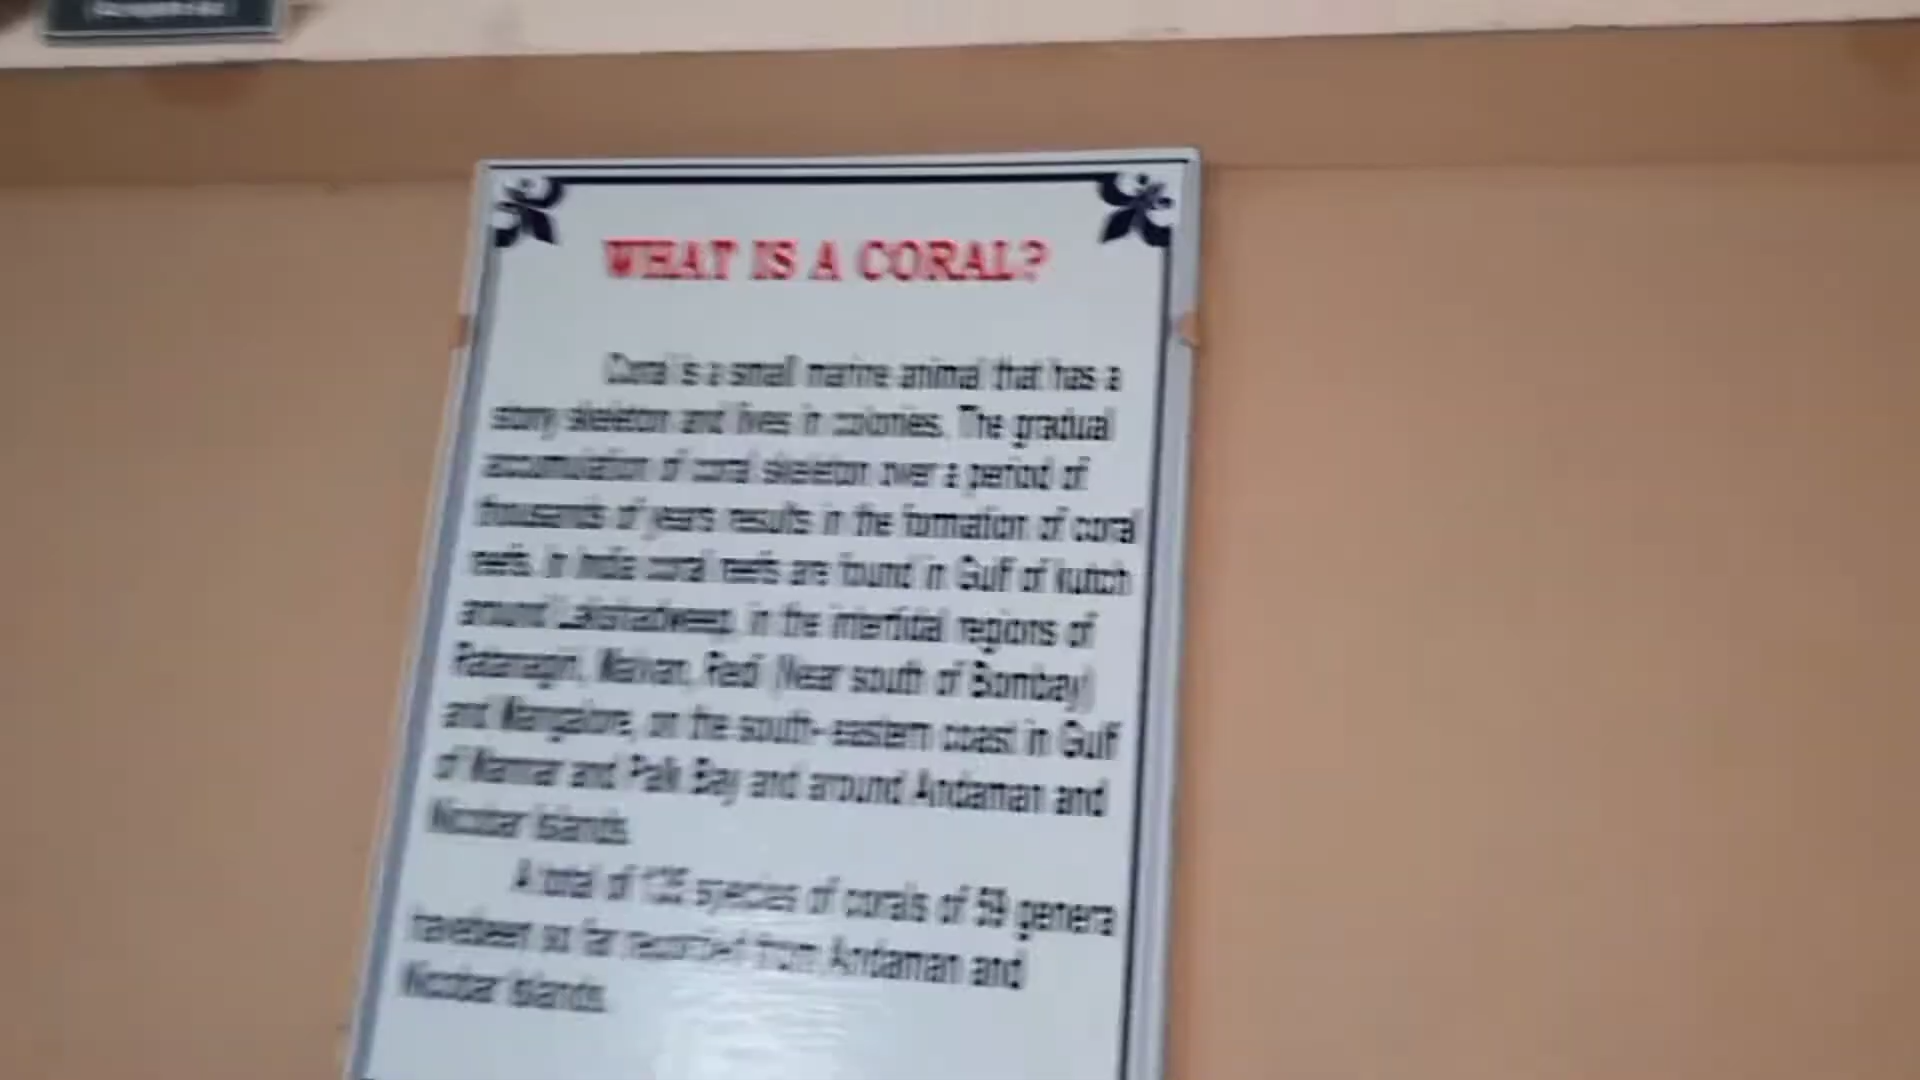 WHAT IS A CORAL?
Coral is a small marine animal that has a
stony skeleton and lives in colonies. The gradual
accumulation of coral skeleton over a period of
thousands of years results in the formation of coral
reefs. In India coral reefs are found in Gulf of kutch
around Lakshadweep, in the intertidal regions of
Ratanagiri, Malvan, Redi (Near south of Bombay)
and Mangalore, on the south- eastern coast in Gulf
of Mannar and Palk Bay and around Andaman and
Nicobar Islands.
A total of species of corals of 59 genera
havebeen so far recorded from Andaman and
Nicobar Islands.